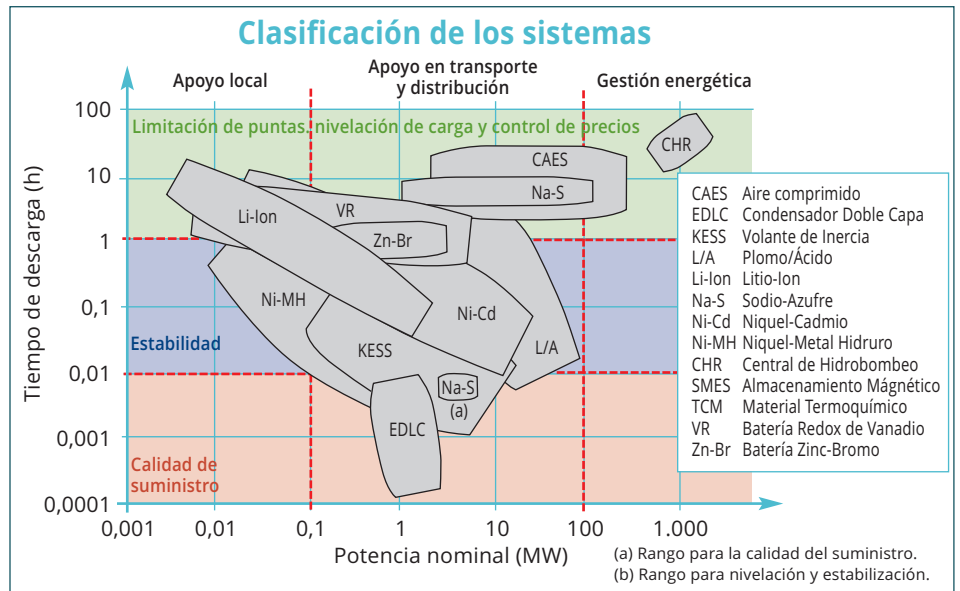 Clasificación de los sistemas
Apoyo local
Apoyo en transporte
y distribución
Gestión energética
Tiempo de descarga (h)
100
10
1
0,1
0,01
0,001
0,0001
Limitación de puntas. nivelación de carga y control de precios
Estabilidad
Calidad de
suministro
CHR
CAES
Na-S
Li-Ion
VR
Zn-Br
Ni-MH
Ni-Cd
KESS
L/A
Na-S
(a)
EDLC
0,001
0,01
0,1
1
10
100
1.000
Potencia nominal (MW)
CAES Aire comprimido
EDLC Condensador Doble Capa
KESS Volante de Inercia
L/A Plomo/Ácido
Li-Ion Litio-Ion
Na-S Sodio-Azufre
Ni-Cd Niquel-Cadmio
Ni-MH Niquel-Metal Hidruro
CHR Central de Hidrobombeo
SMES Almacenamiento Mágnético
TCM Material Termoquímico
VR Batería Redox de Vanadio
Zn-Br Batería Zinc-Bromo
(a) Rango para la calidad del suministro.
(b) Rango para nivelación y estabilización.